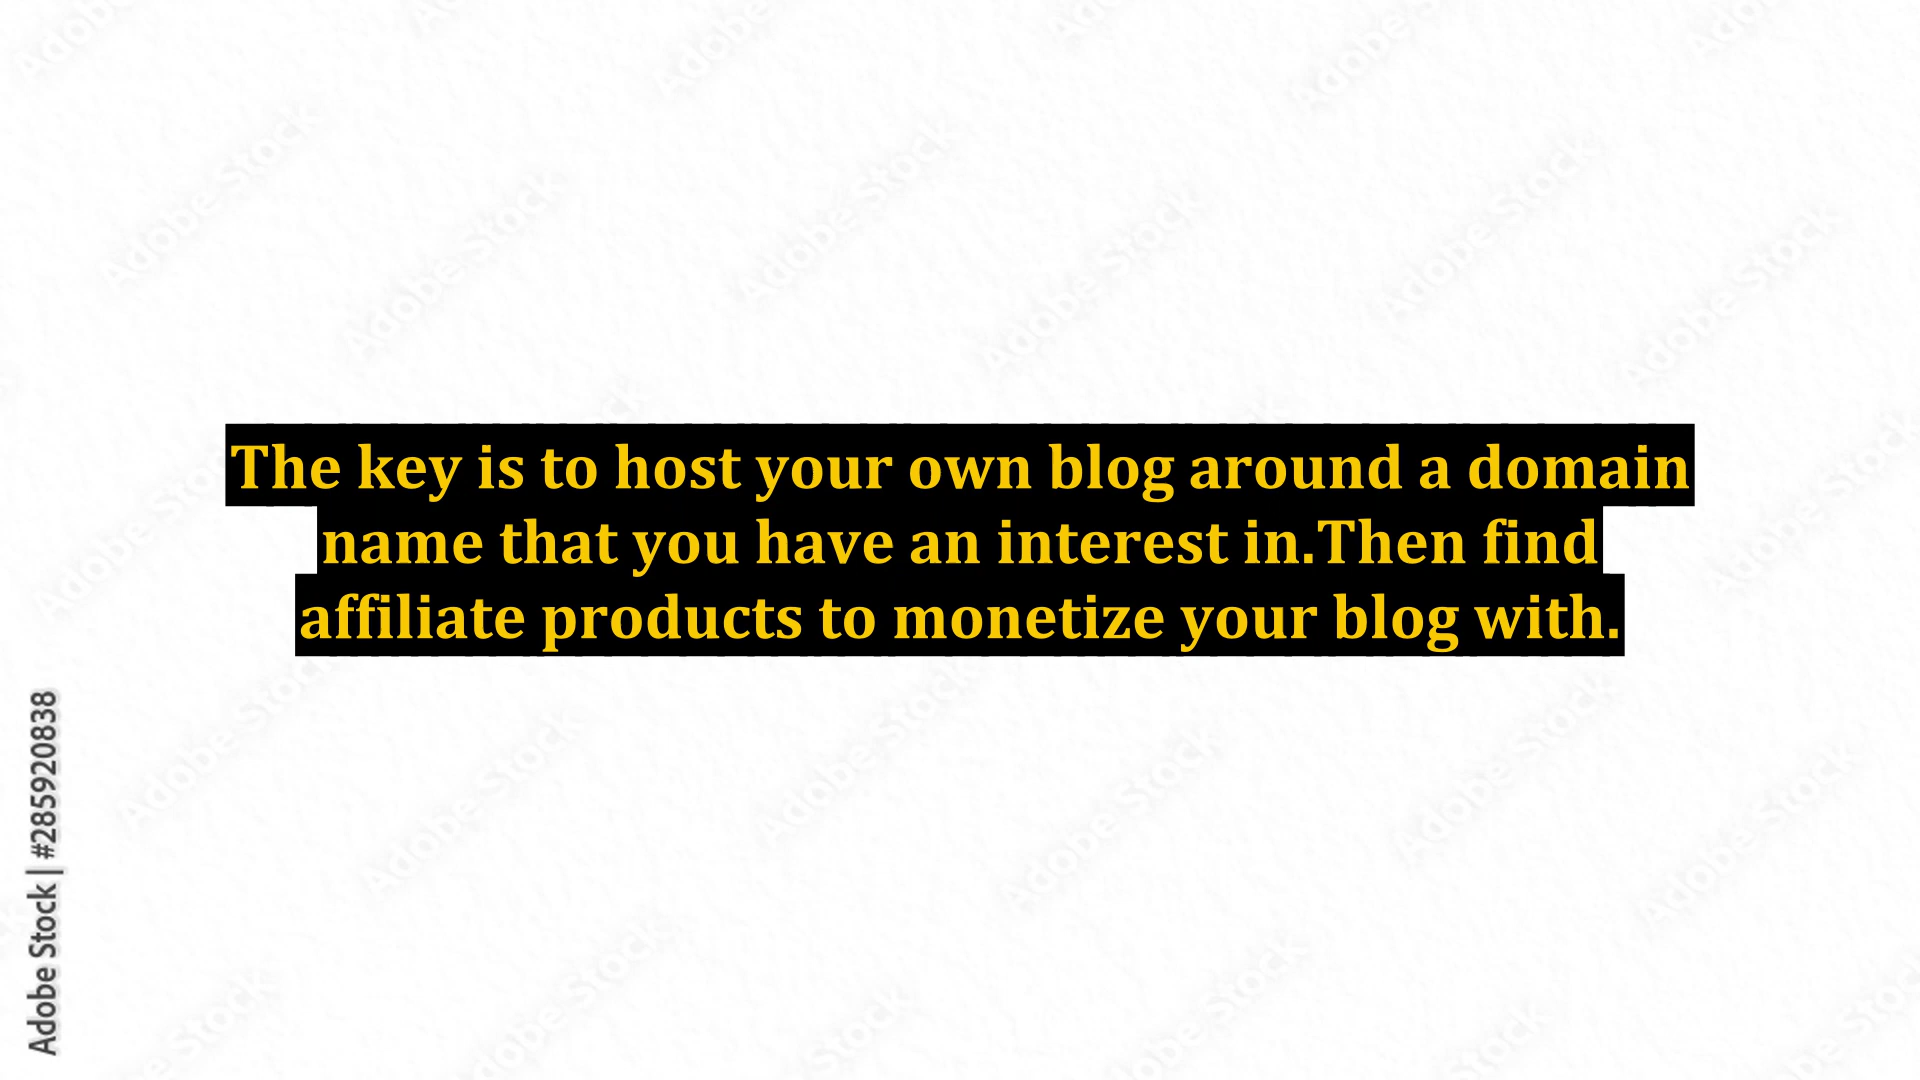 The key is to host your own blog around a domain
name that you have an interest in.Then find
affiliate products to monetize your blog with.
Adobe Stock | #285920838